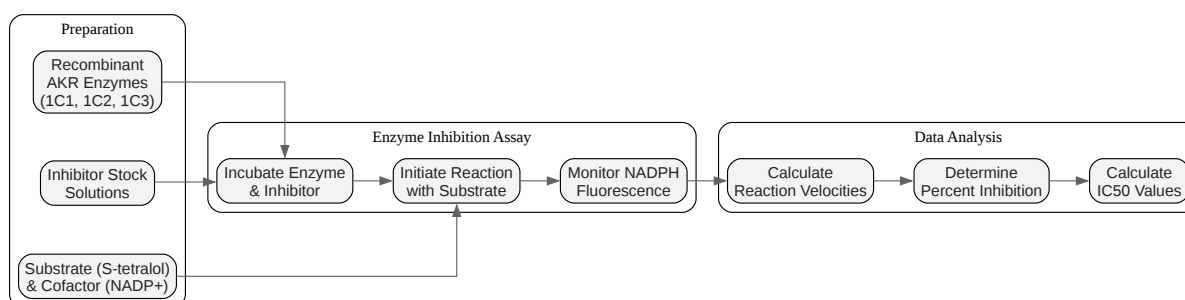 Preparation
Recombinant
AKR Enzymes
(1C1, 1C2, 1C3)
Inhibitor Stock
Solutions
Substrate (S-tetralol)
& Cofactor (NADP+)
Enzyme Inhibition Assay
Incubate Enzyme
& Inhibitor
Initiate Reaction
with Substrate
Monitor NADPH
Fluorescence
Data Analysis
Calculate
Reaction Velocities
Determine
Percent Inhibition
Calculate
IC50 Values